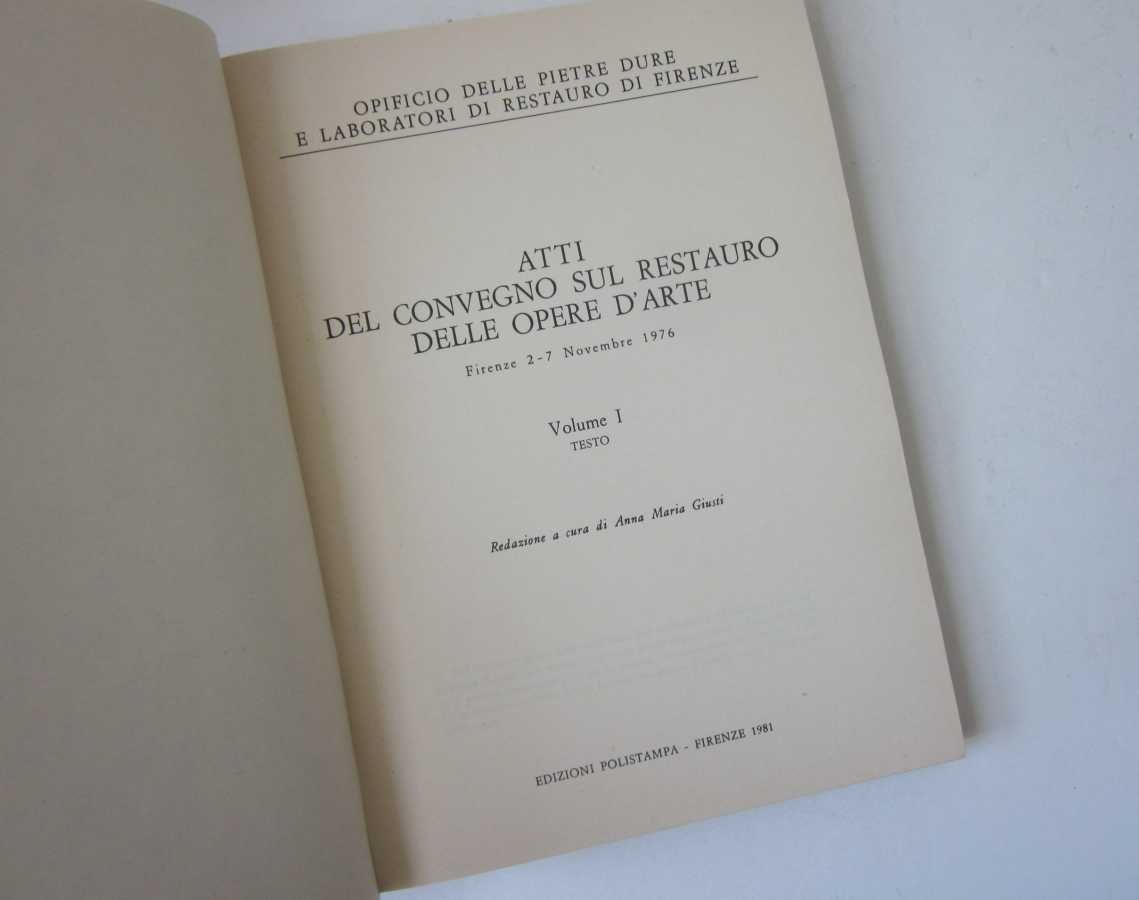 OPIFICIO DELLE PIETRE DURE
E LABORATORI DI RESTAURO DI FIRENZE
ATTI
DEL CONVEGNO SUL RESTAURO
DELLE OPERE D'ARTE
Firenze 2-7 Novembre 1976
Volume I
TESTO
Redazione a cura di Anna Maria Giusti
EDIZIONI POLISTAMPA - FIRENZE 1981